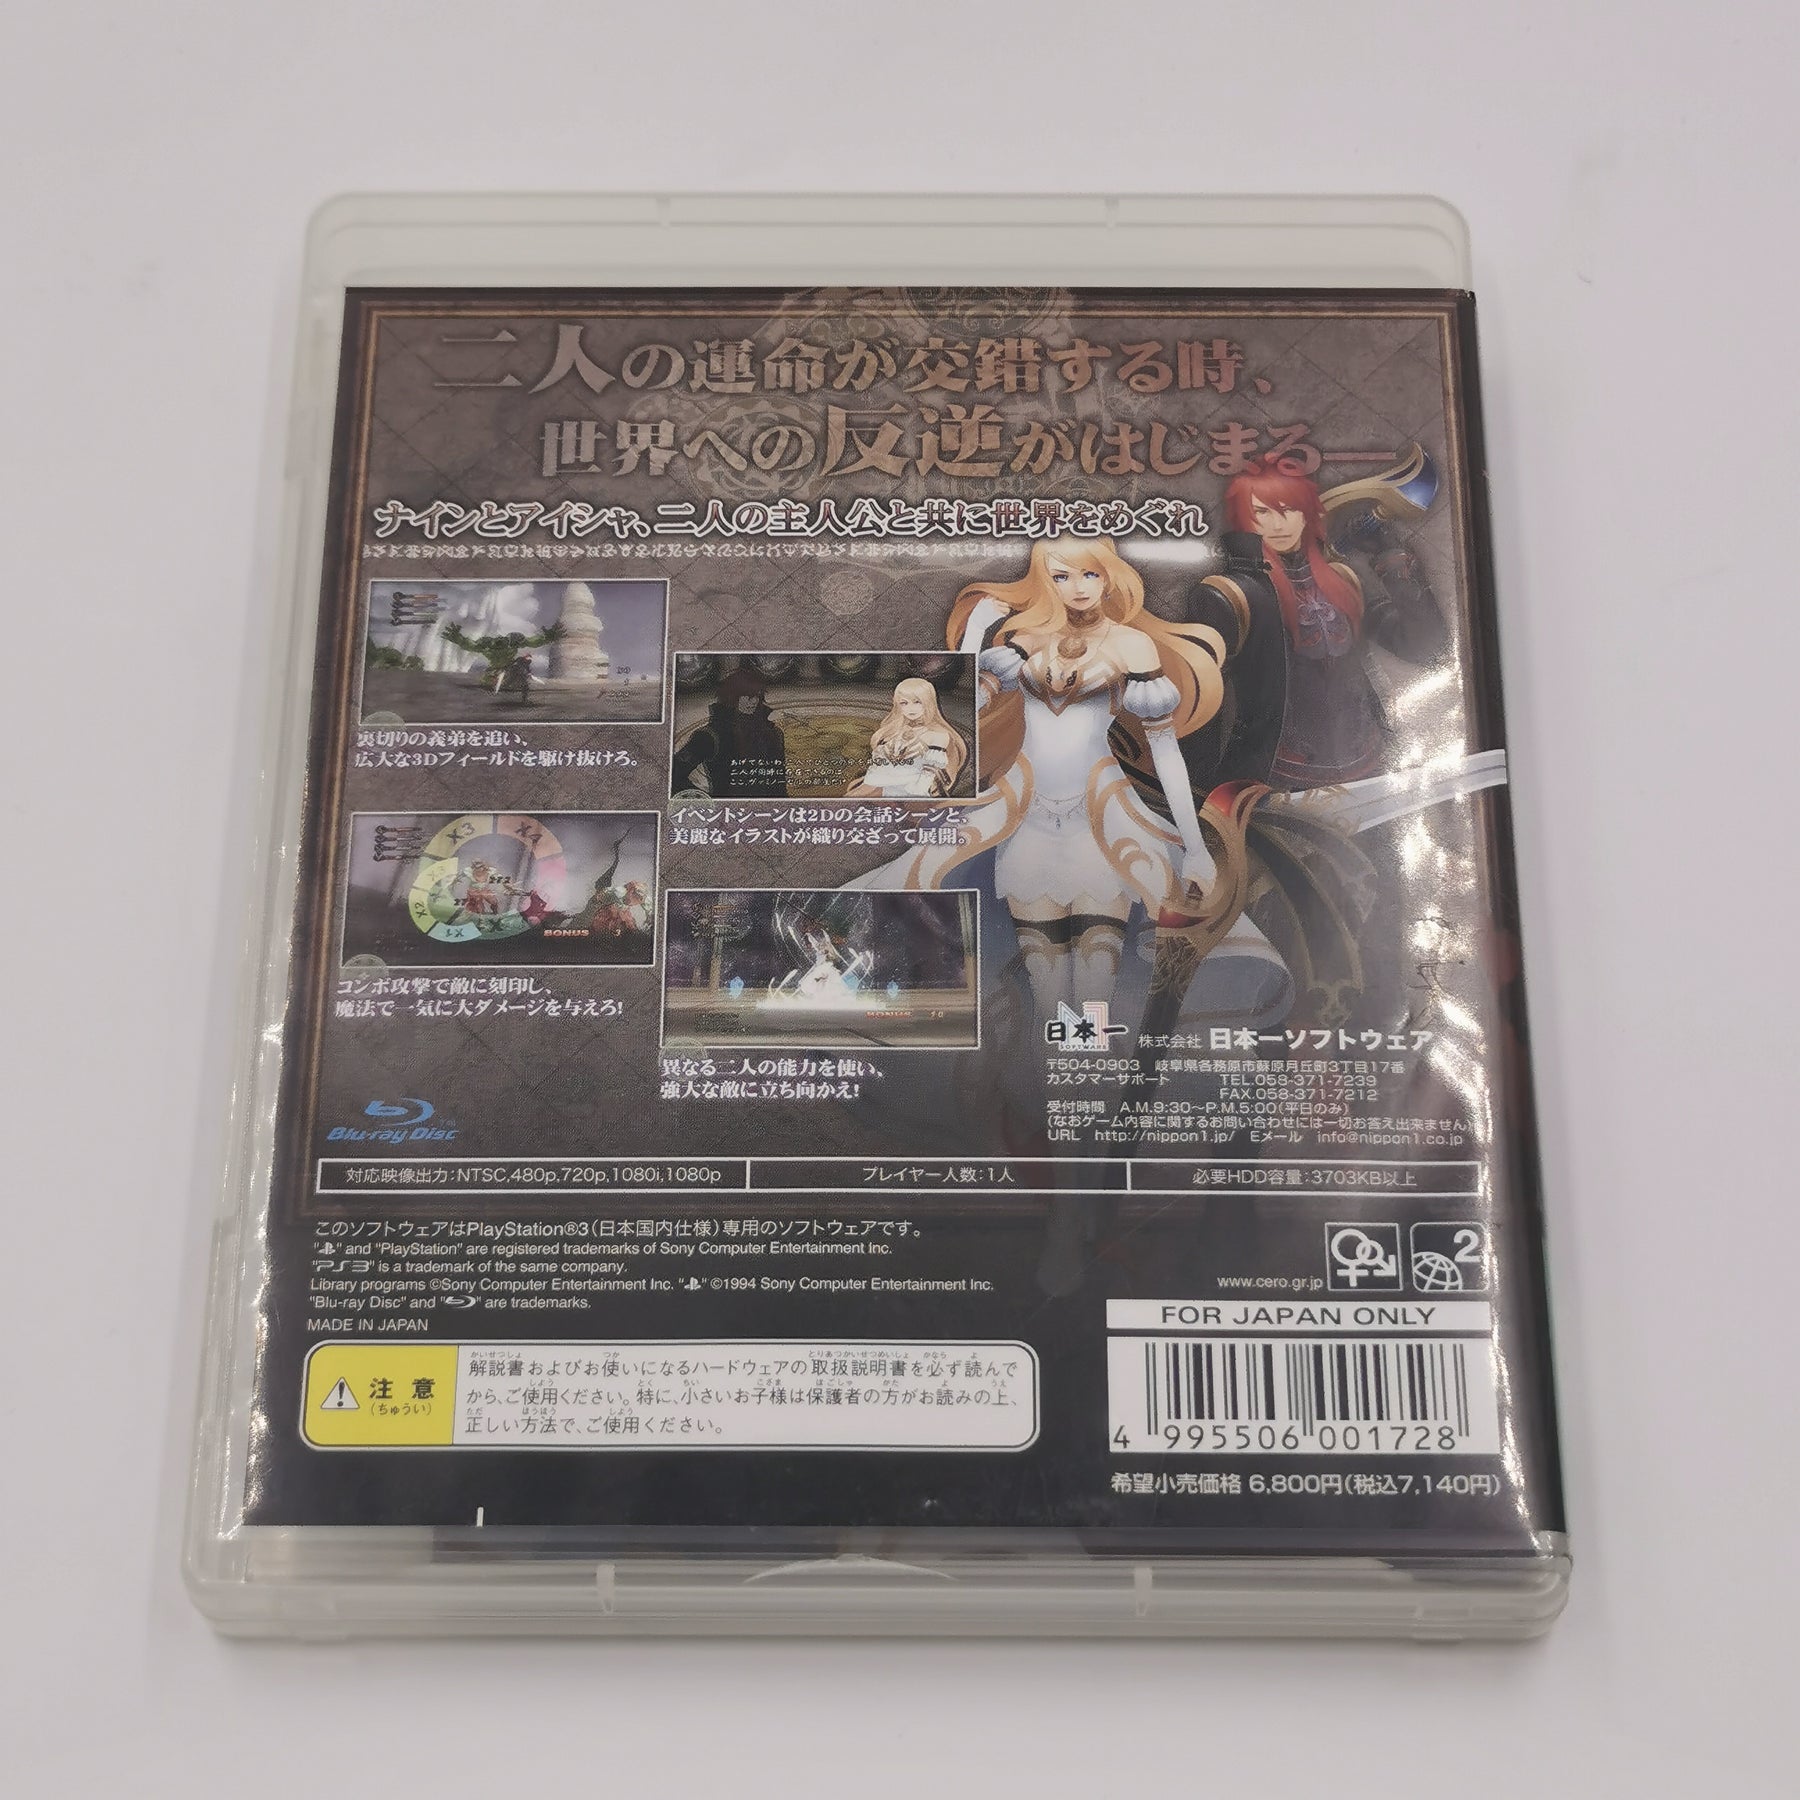 二人の運命が交錯する時、
世界への反逆がはじまる―
ナインとアイシャ、二人の主人公と共に世界をめぐれ
裏切りの義弟を追い、
広大な3Dフィールドを駆け抜けろ。
イベントシーンは2Dの会話シーンと、
美麗なイラストが織り交ざって展開。
X3 X4
X2 X1
BONUS 3
コンボ攻撃で敵に刻印し、
魔法で一気に大ダメージを与えろ!
異なる二人の能力を使い、
強大な敵に立ち向かえ!
Blu-ray Disc
日本一 SOFTWARE
株式会社 日本一ソフトウェア
〒504-0903 岐阜県各務原市蘇原月丘町3丁目17番
カスタマーサポート TEL.058-371-7239
FAX.058-371-7212
受付時間 A.M.9:30~P.M.5:00(平日のみ)
(なおゲーム内容に関するお問い合わせには一切お答え出来ません)
URL http://nippon1.jp/ Eメール info@nippon1.co.jp
対応映像出力:NTSC,480p,720p,1080i,1080p
プレイヤー人数:1人
必要HDD容量:3703KB以上
このソフトウェアはPlayStation®3(日本国内仕様)専用のソフトウェアです。
" " and "PlayStation" are registered trademarks of Sony Computer Entertainment Inc.
"PS3" is a trademark of the same company.
Library programs ©Sony Computer Entertainment Inc. " " ©1994 Sony Computer Entertainment Inc.
"Blu-ray Disc" and " " are trademarks.
MADE IN JAPAN
www.cero.gr.jp
2
FOR JAPAN ONLY
注意
(ちゅうい)
解説書およびお使いになるハードウェアの取扱説明書を必ず読んで
から、ご使用ください。特に、小さいお子様は保護者の方がお読みの上、
正しい方法で、ご使用ください。
4 995506 001728
希望小売価格 6,800円(税込7,140円)